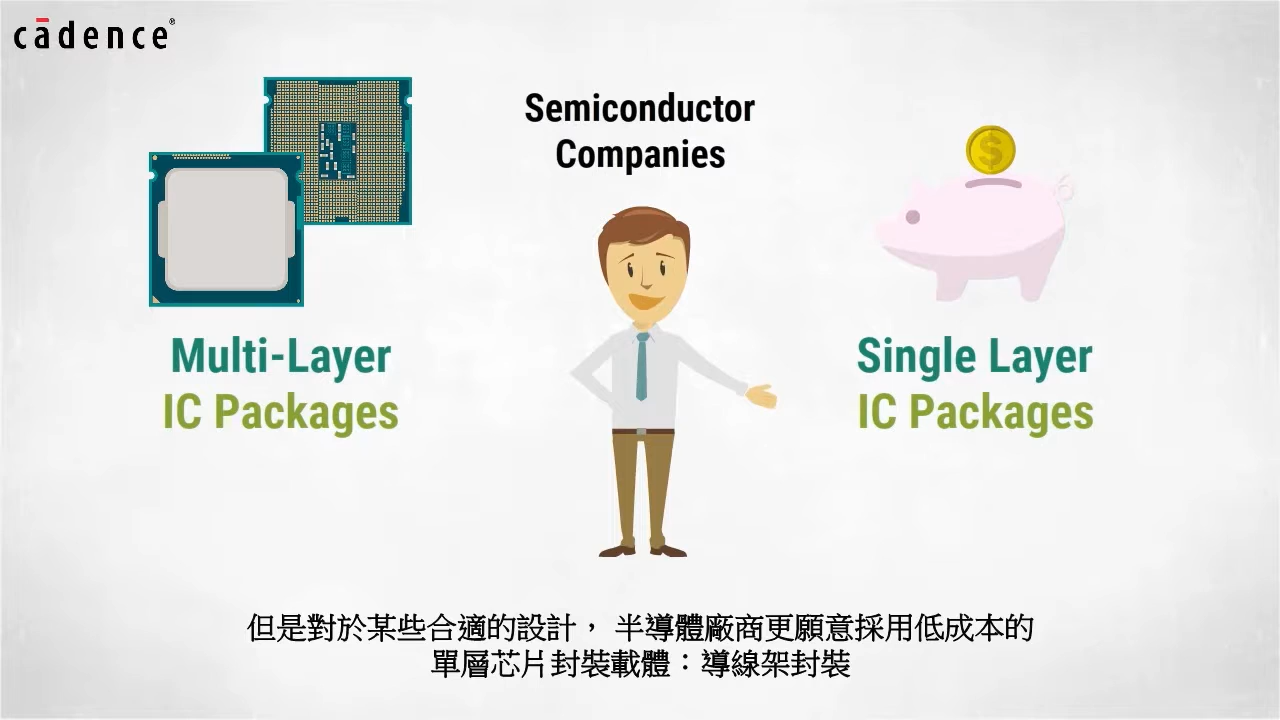 cādence®
Semiconductor
Companies
Multi-Layer
IC Packages
Single Layer
IC Packages
但是對於某些合適的設計， 半導體廠商更願意採用低成本的
單層芯片封裝載體：導線架封裝